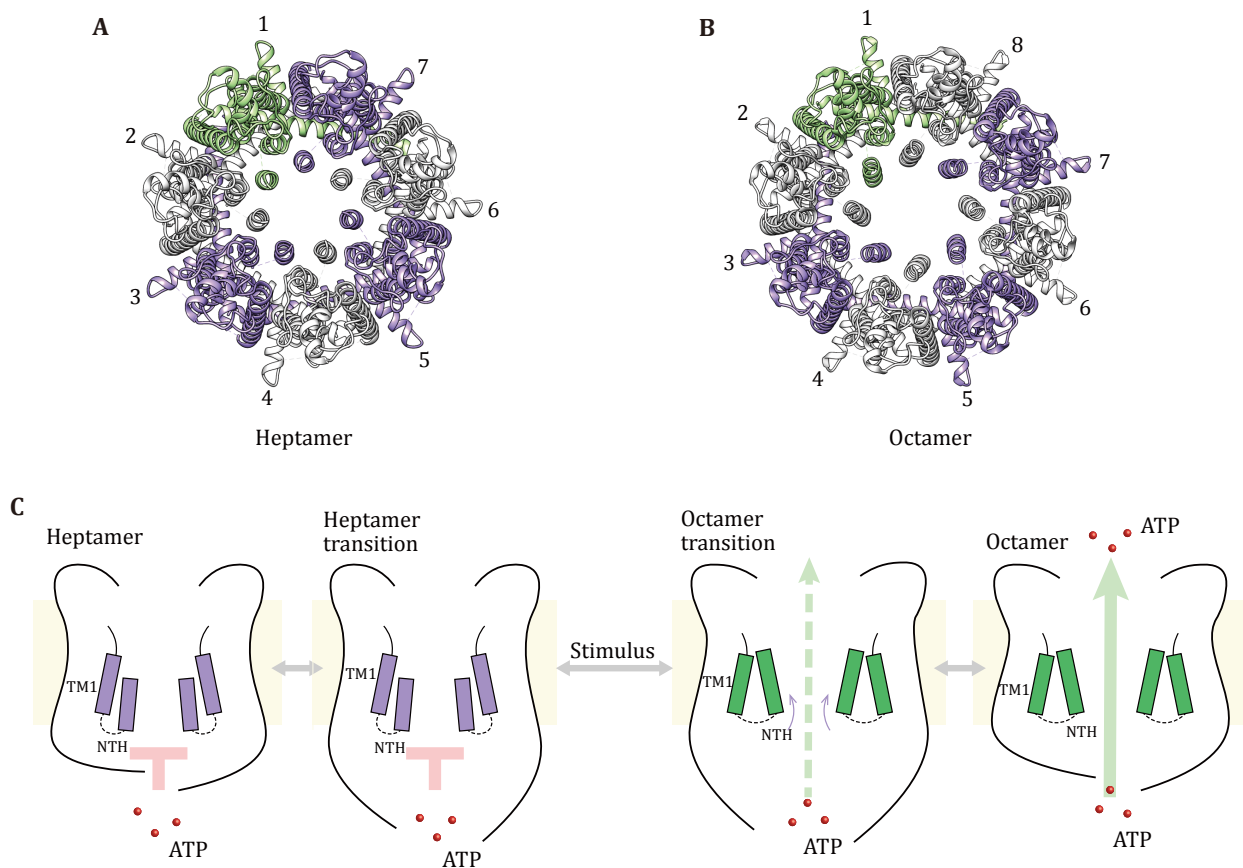 A
1
7
2
6
3
5
4
Heptamer
B
1
8
2
7
3
6
4
5
Octamer
C
Heptamer
TM1
NTH
ATP
Heptamer
transition
TM1
NTH
ATP
Stimulus
Octamer
transition
TM1
NTH
ATP
Octamer
ATP
TM1
NTH
ATP